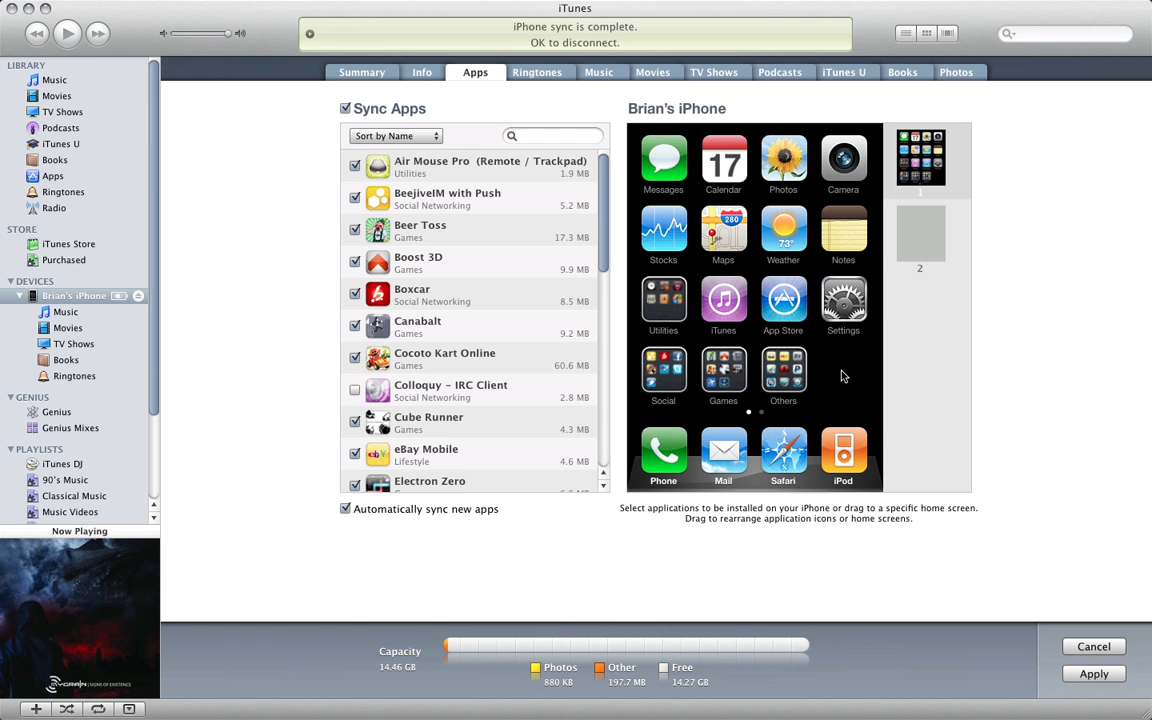 iTunes
iPhone sync is complete.
OK to disconnect.
LIBRARY
Music
Movies
TV Shows
Podcasts
iTunes U
Books
Apps
Ringtones
Radio
STORE
iTunes Store
Purchased
DEVICES
Brian's iPhone
Music
Movies
TV Shows
Books
Ringtones
GENIUS
Genius
Genius Mixes
PLAYLISTS
iTunes DJ
90's Music
Classical Music
Music Videos
Now Playing
SIGNS OF EXISTENCE
Summary
Info
Apps
Ringtones
Music
Movies
TV Shows
Podcasts
iTunes U
Books
Photos
Sync Apps
Sort by Name
Air Mouse Pro (Remote / Trackpad)
Utilities 1.9 MB
BeejiveIM with Push
Social Networking 5.2 MB
Beer Toss
Games 17.3 MB
Boost 3D
Games 9.9 MB
Boxcar
Social Networking 8.5 MB
Canabalt
Games 9.2 MB
Cocoto Kart Online
Games 60.6 MB
Colloquy - IRC Client
Social Networking 2.8 MB
Cube Runner
Games 4.3 MB
eBay Mobile
Lifestyle 4.6 MB
Electron Zero
Automatically sync new apps
Brian's iPhone
17
280
73°
Messages Calendar Photos Camera
Stocks Maps Weather Notes
Utilities iTunes App Store Settings
Social Games Others
Phone Mail Safari iPod
1
2
Select applications to be installed on your iPhone or drag to a specific home screen.
Drag to rearrange application icons or home screens.
Capacity
14.46 GB
Photos
880 KB
Other
197.7 MB
Free
14.27 GB
Cancel
Apply